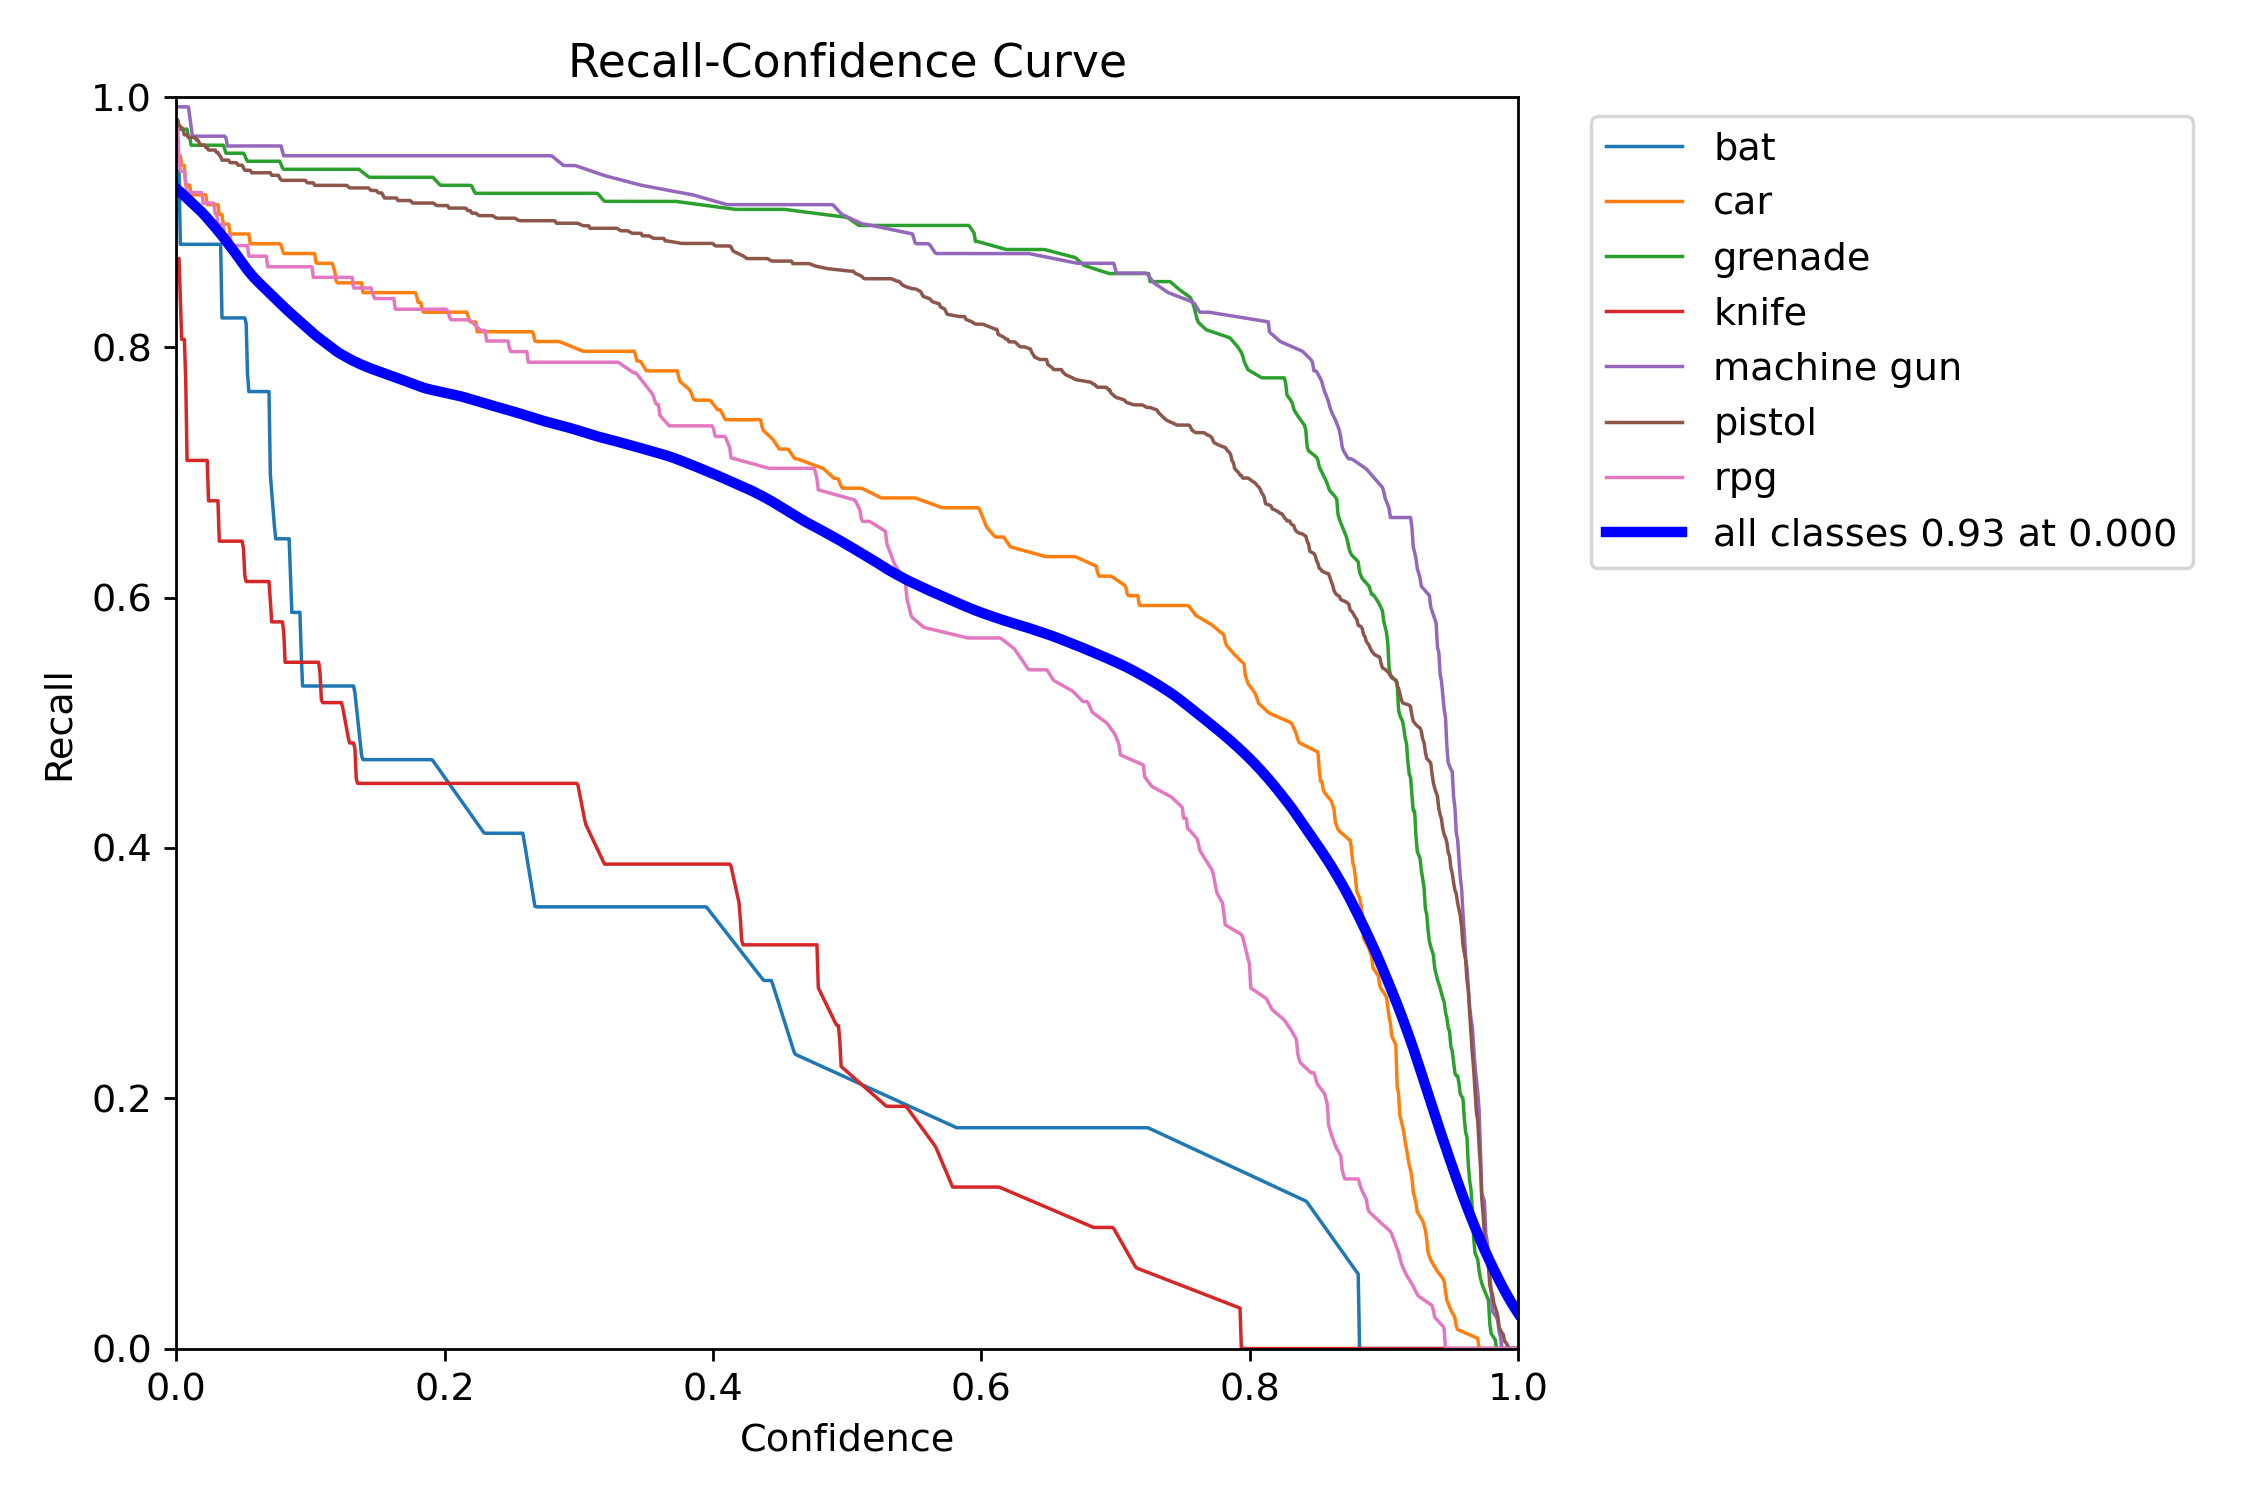 Recall-Confidence Curve
1.0
0.8
0.6
0.4
0.2
0.0
Recall
0.0 0.2 0.4 0.6 0.8 1.0
Confidence
bat
car
grenade
knife
machine gun
pistol
rpg
all classes 0.93 at 0.000